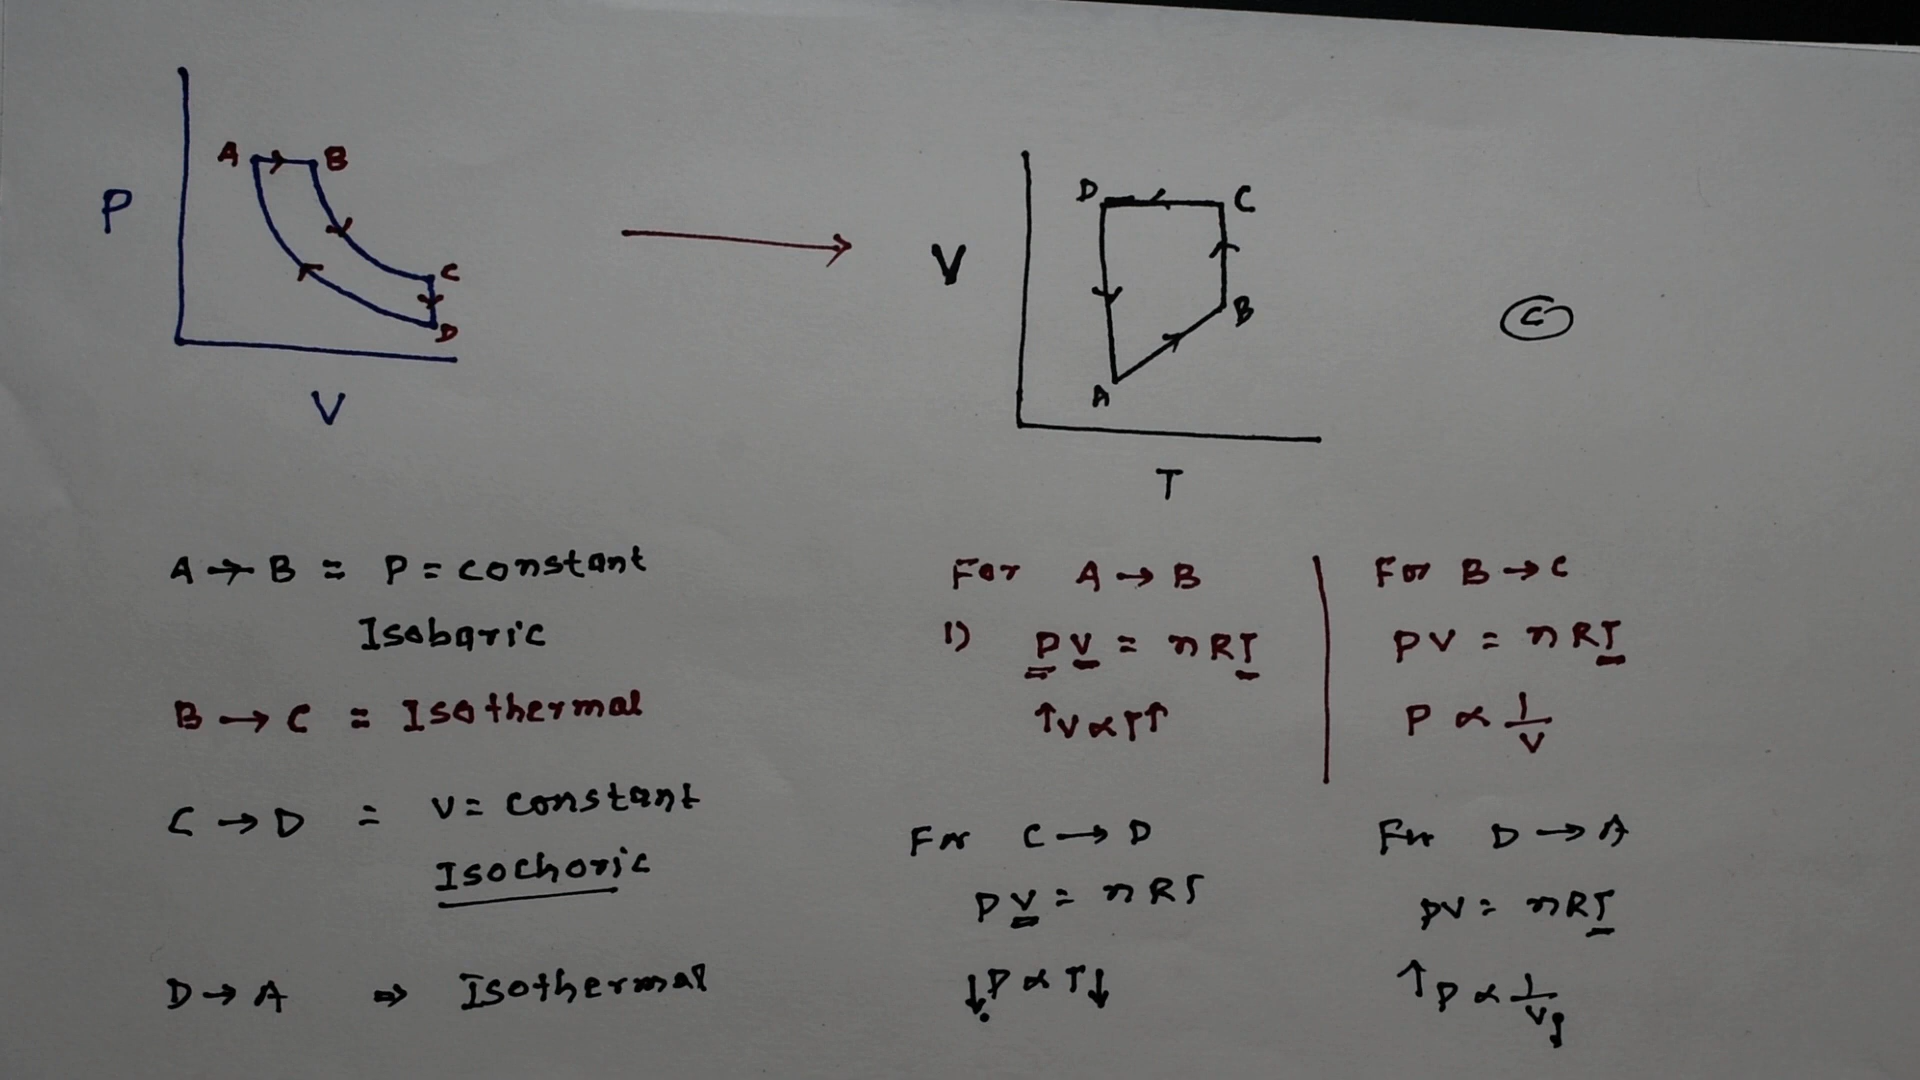 A B
P
C
D
V
D C
V
B
A
T
C
A → B = P = constant
Isobaric
B → C = Isothermal
C → D = V = constant
Isochoric
D → A ⇒ Isothermal
For A → B
1) PV = nRT
↑V ∝ T↑
For B → C
PV = nRT
P ∝ 1/V
For C → D
PV = nRT
↓P ∝ T↓
For D → A
PV = nRT
↑P ∝ 1/V↓